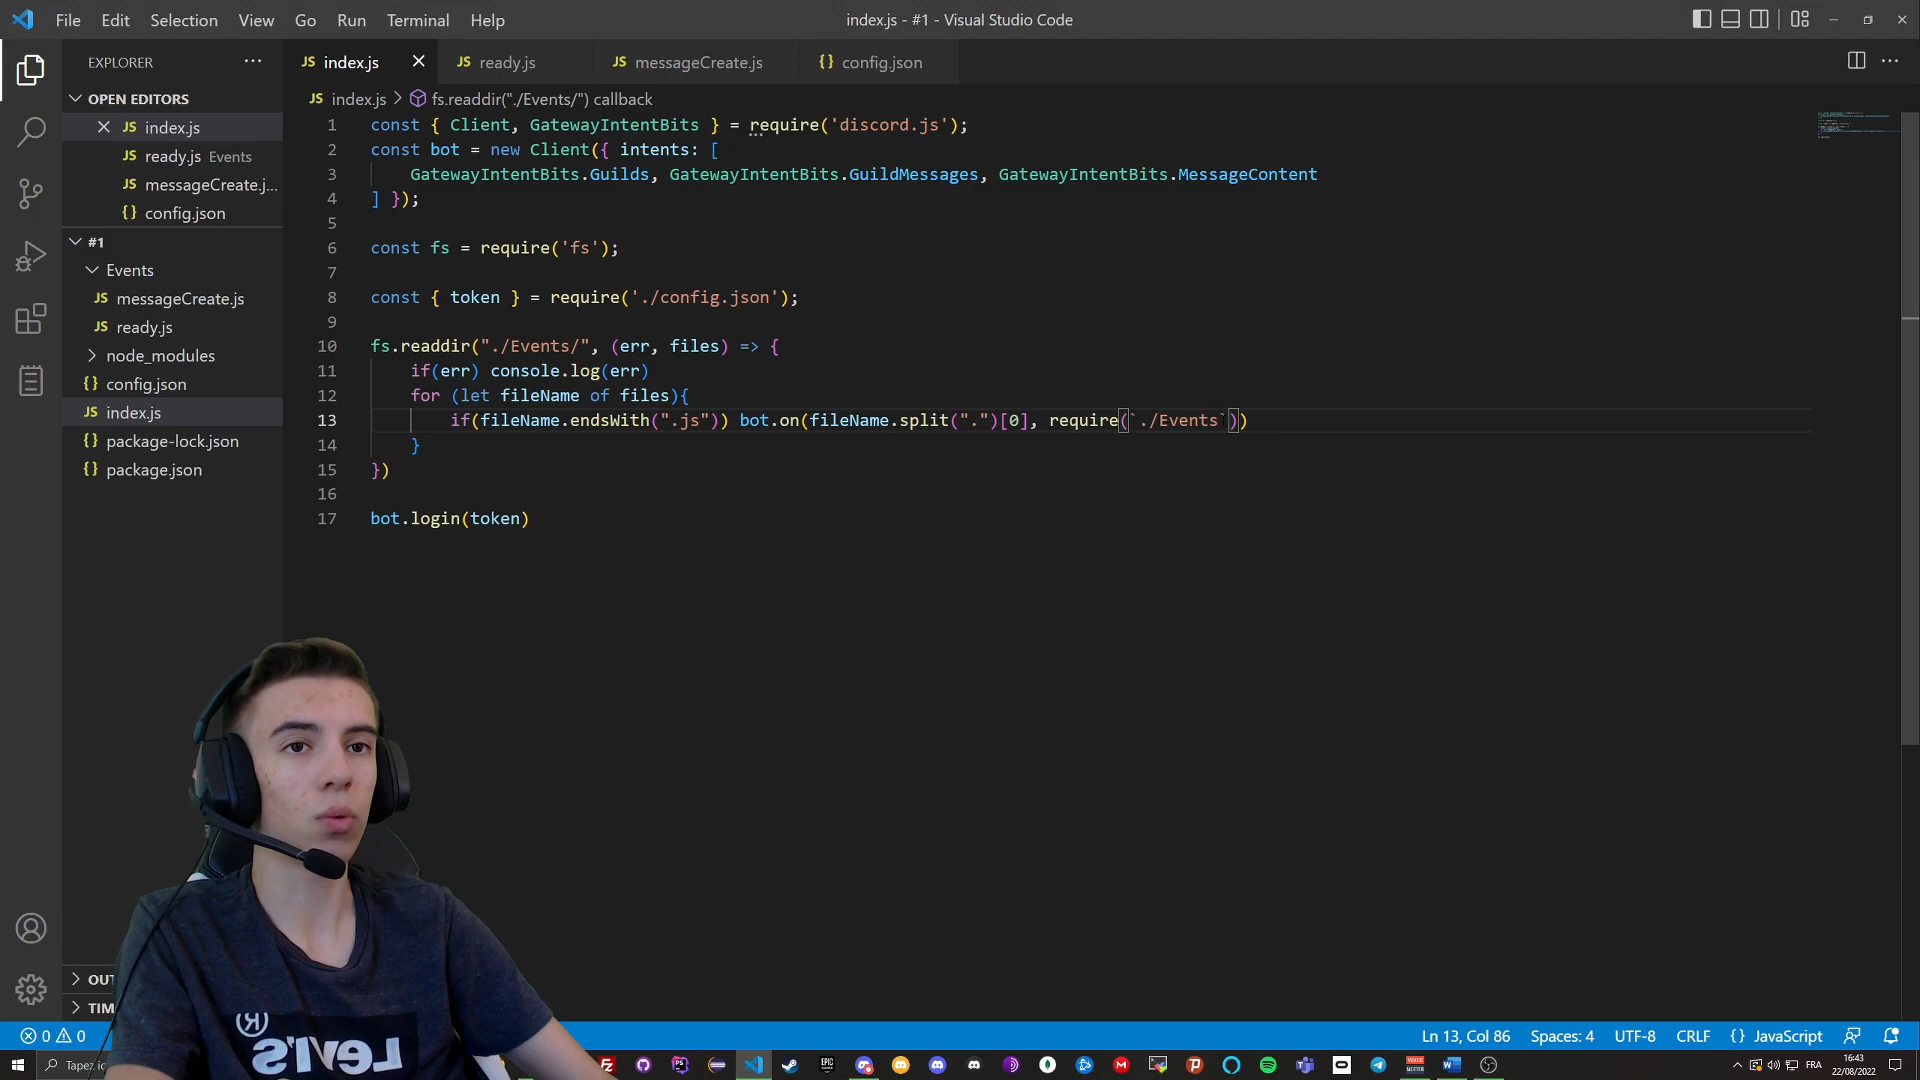 File Edit Selection View Go Run Terminal Help
index.js - #1 - Visual Studio Code
EXPLORER
OPEN EDITORS
JS index.js
JS ready.js Events
JS messageCreate.j...
{} config.json
#1
Events
JS messageCreate.js
JS ready.js
node_modules
{} config.json
JS index.js
{} package-lock.json
{} package.json
OUT
TIM
JS index.js
JS ready.js
JS messageCreate.js
{} config.json
JS index.js > fs.readdir("./Events/") callback
1 const { Client, GatewayIntentBits } = require('discord.js');
2 const bot = new Client({ intents: [
3 GatewayIntentBits.Guilds, GatewayIntentBits.GuildMessages, GatewayIntentBits.MessageContent
4 ] });
5
6 const fs = require('fs');
7
8 const { token } = require('./config.json');
9
10 fs.readdir("./Events/", (err, files) => {
11 if(err) console.log(err)
12 for (let fileName of files){
13 if(fileName.endsWith(".js")) bot.on(fileName.split(".")[0], require(`./Events`))
14 }
15 })
16
17 bot.login(token)
LEVI'S
(R)
0 0
Ln 13, Col 86 Spaces: 4 UTF-8 CRLF {} JavaScript
Tapez ic
FRA
16:43
22/08/2022